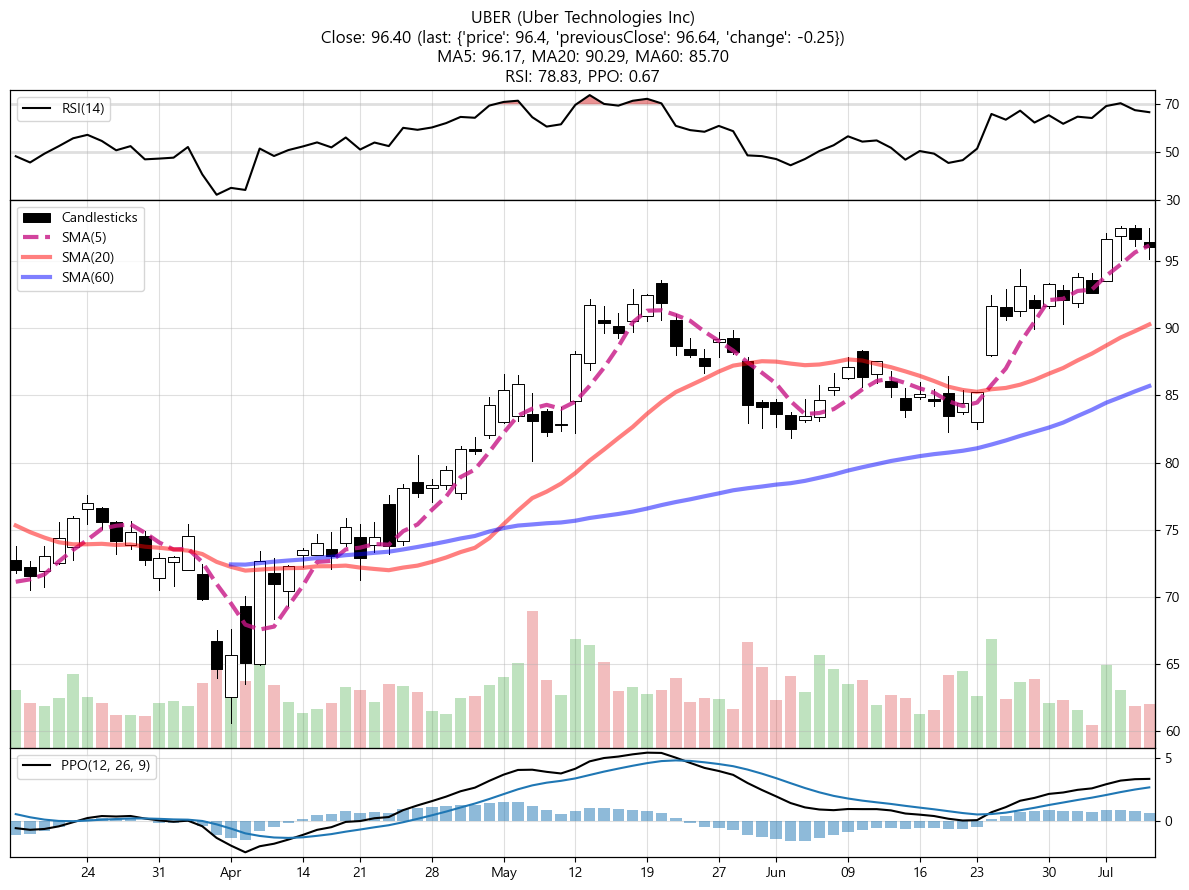 UBER (Uber Technologies Inc)
Close: 96.40 (last: {'price': 96.4, 'previousClose': 96.64, 'change': -0.25})
MA5: 96.17, MA20: 90.29, MA60: 85.70
RSI: 78.83, PPO: 0.67
RSI(14)
70
50
30
Candlesticks
SMA(5)
SMA(20)
SMA(60)
95
90
85
80
75
70
65
60
PPO(12, 26, 9)
5
0
24 31 Apr 14 21 28 May 12 19 27 Jun 09 16 23 30 Jul